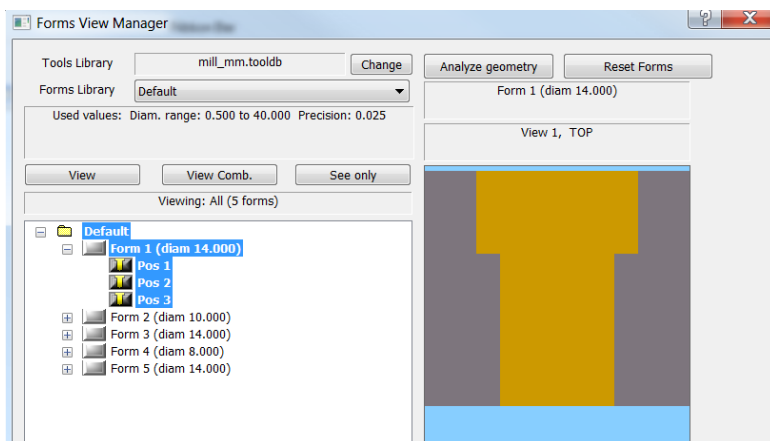 Forms View Manager
Tools Library
mill_mm.tooldb
Change
Forms Library
Default
Used values: Diam. range: 0.500 to 40.000 Precision: 0.025
View
View Comb.
See only
Viewing: All (5 forms)
Default
Form 1 (diam 14.000)
Pos 1
Pos 2
Pos 3
Form 2 (diam 10.000)
Form 3 (diam 14.000)
Form 4 (diam 8.000)
Form 5 (diam 14.000)
?
X
Analyze geometry
Reset Forms
Form 1 (diam 14.000)
View 1, TOP